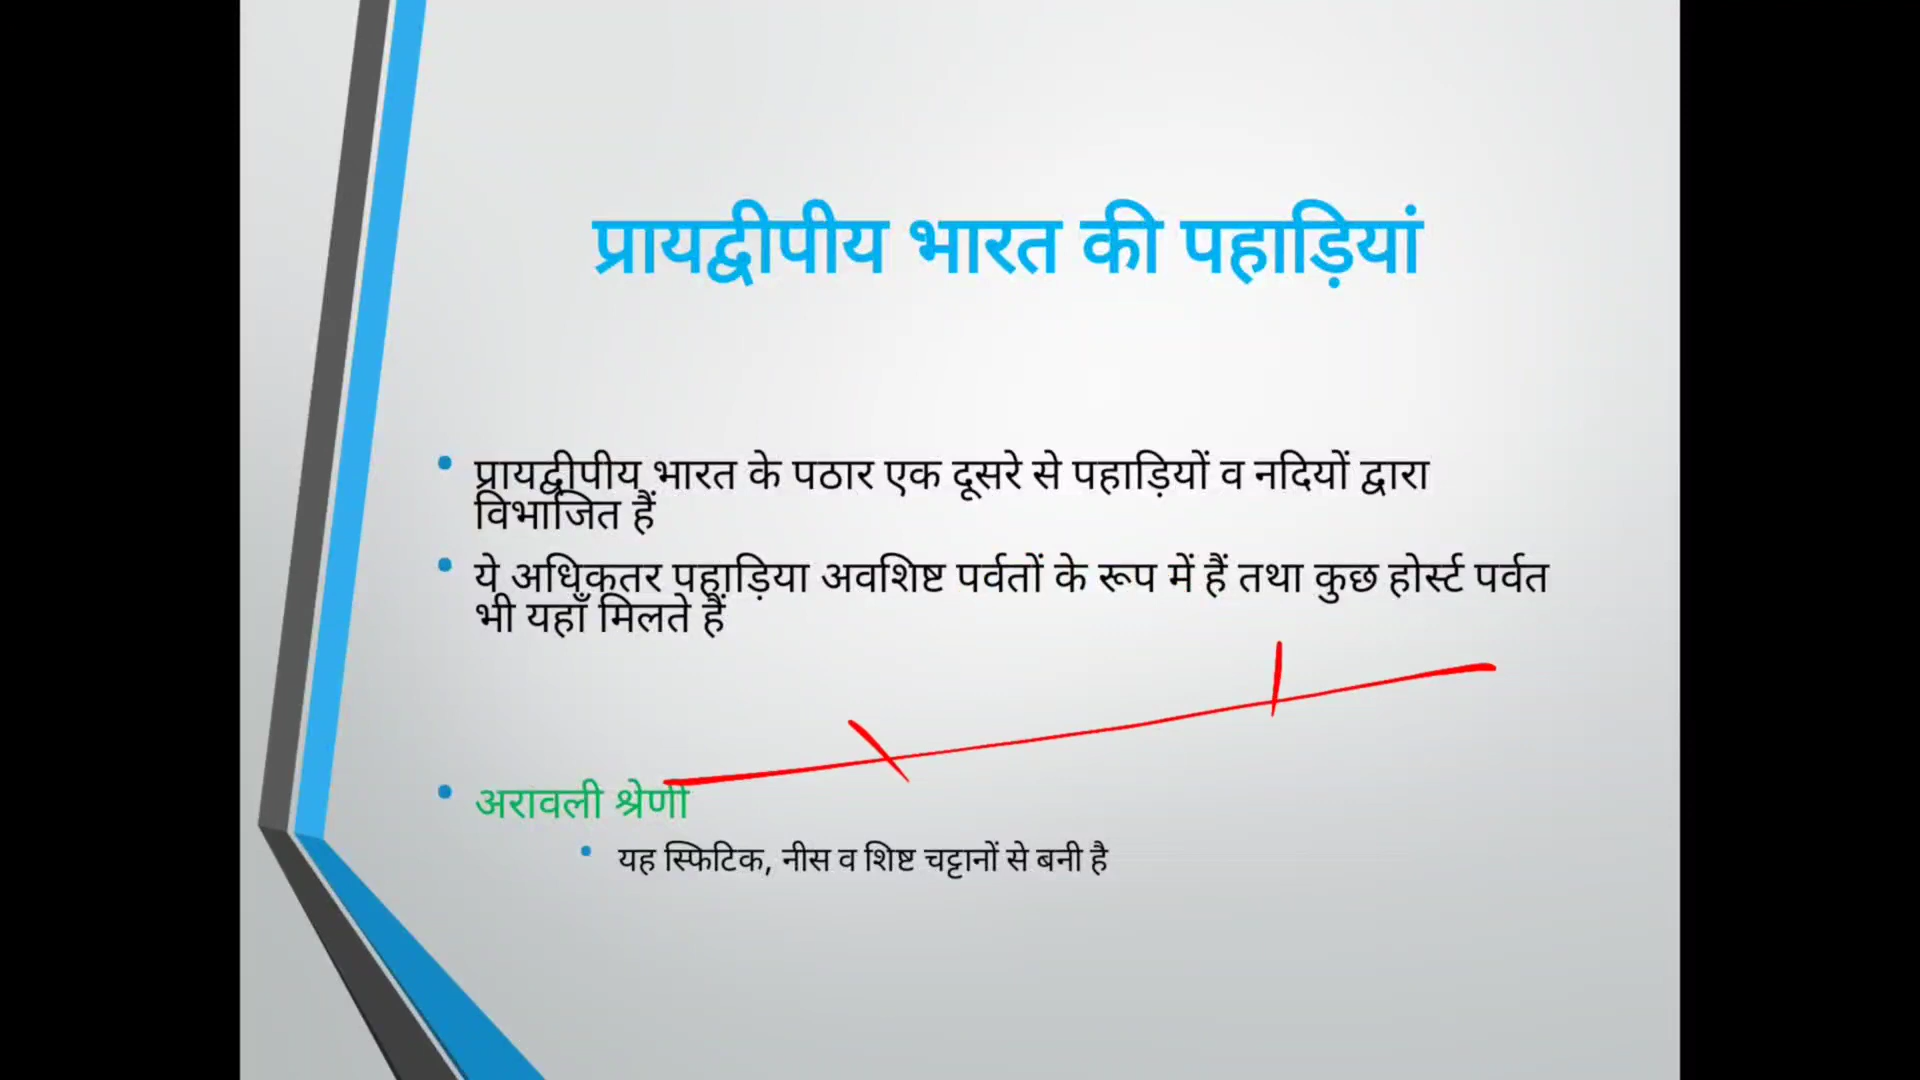 प्रायद्वीपीय भारत की पहाड़ियां
• प्रायद्वीपीय भारत के पठार एक दूसरे से पहाड़ियों व नदियों द्वारा
विभाजित हैं
• ये अधिकतर पहाड़िया अवशिष्ट पर्वतों के रूप में हैं तथा कुछ होर्स्ट पर्वत
भी यहाँ मिलते हैं
• अरावली श्रेणी
• यह स्फिटिक, नीस व शिष्ट चट्टानों से बनी है